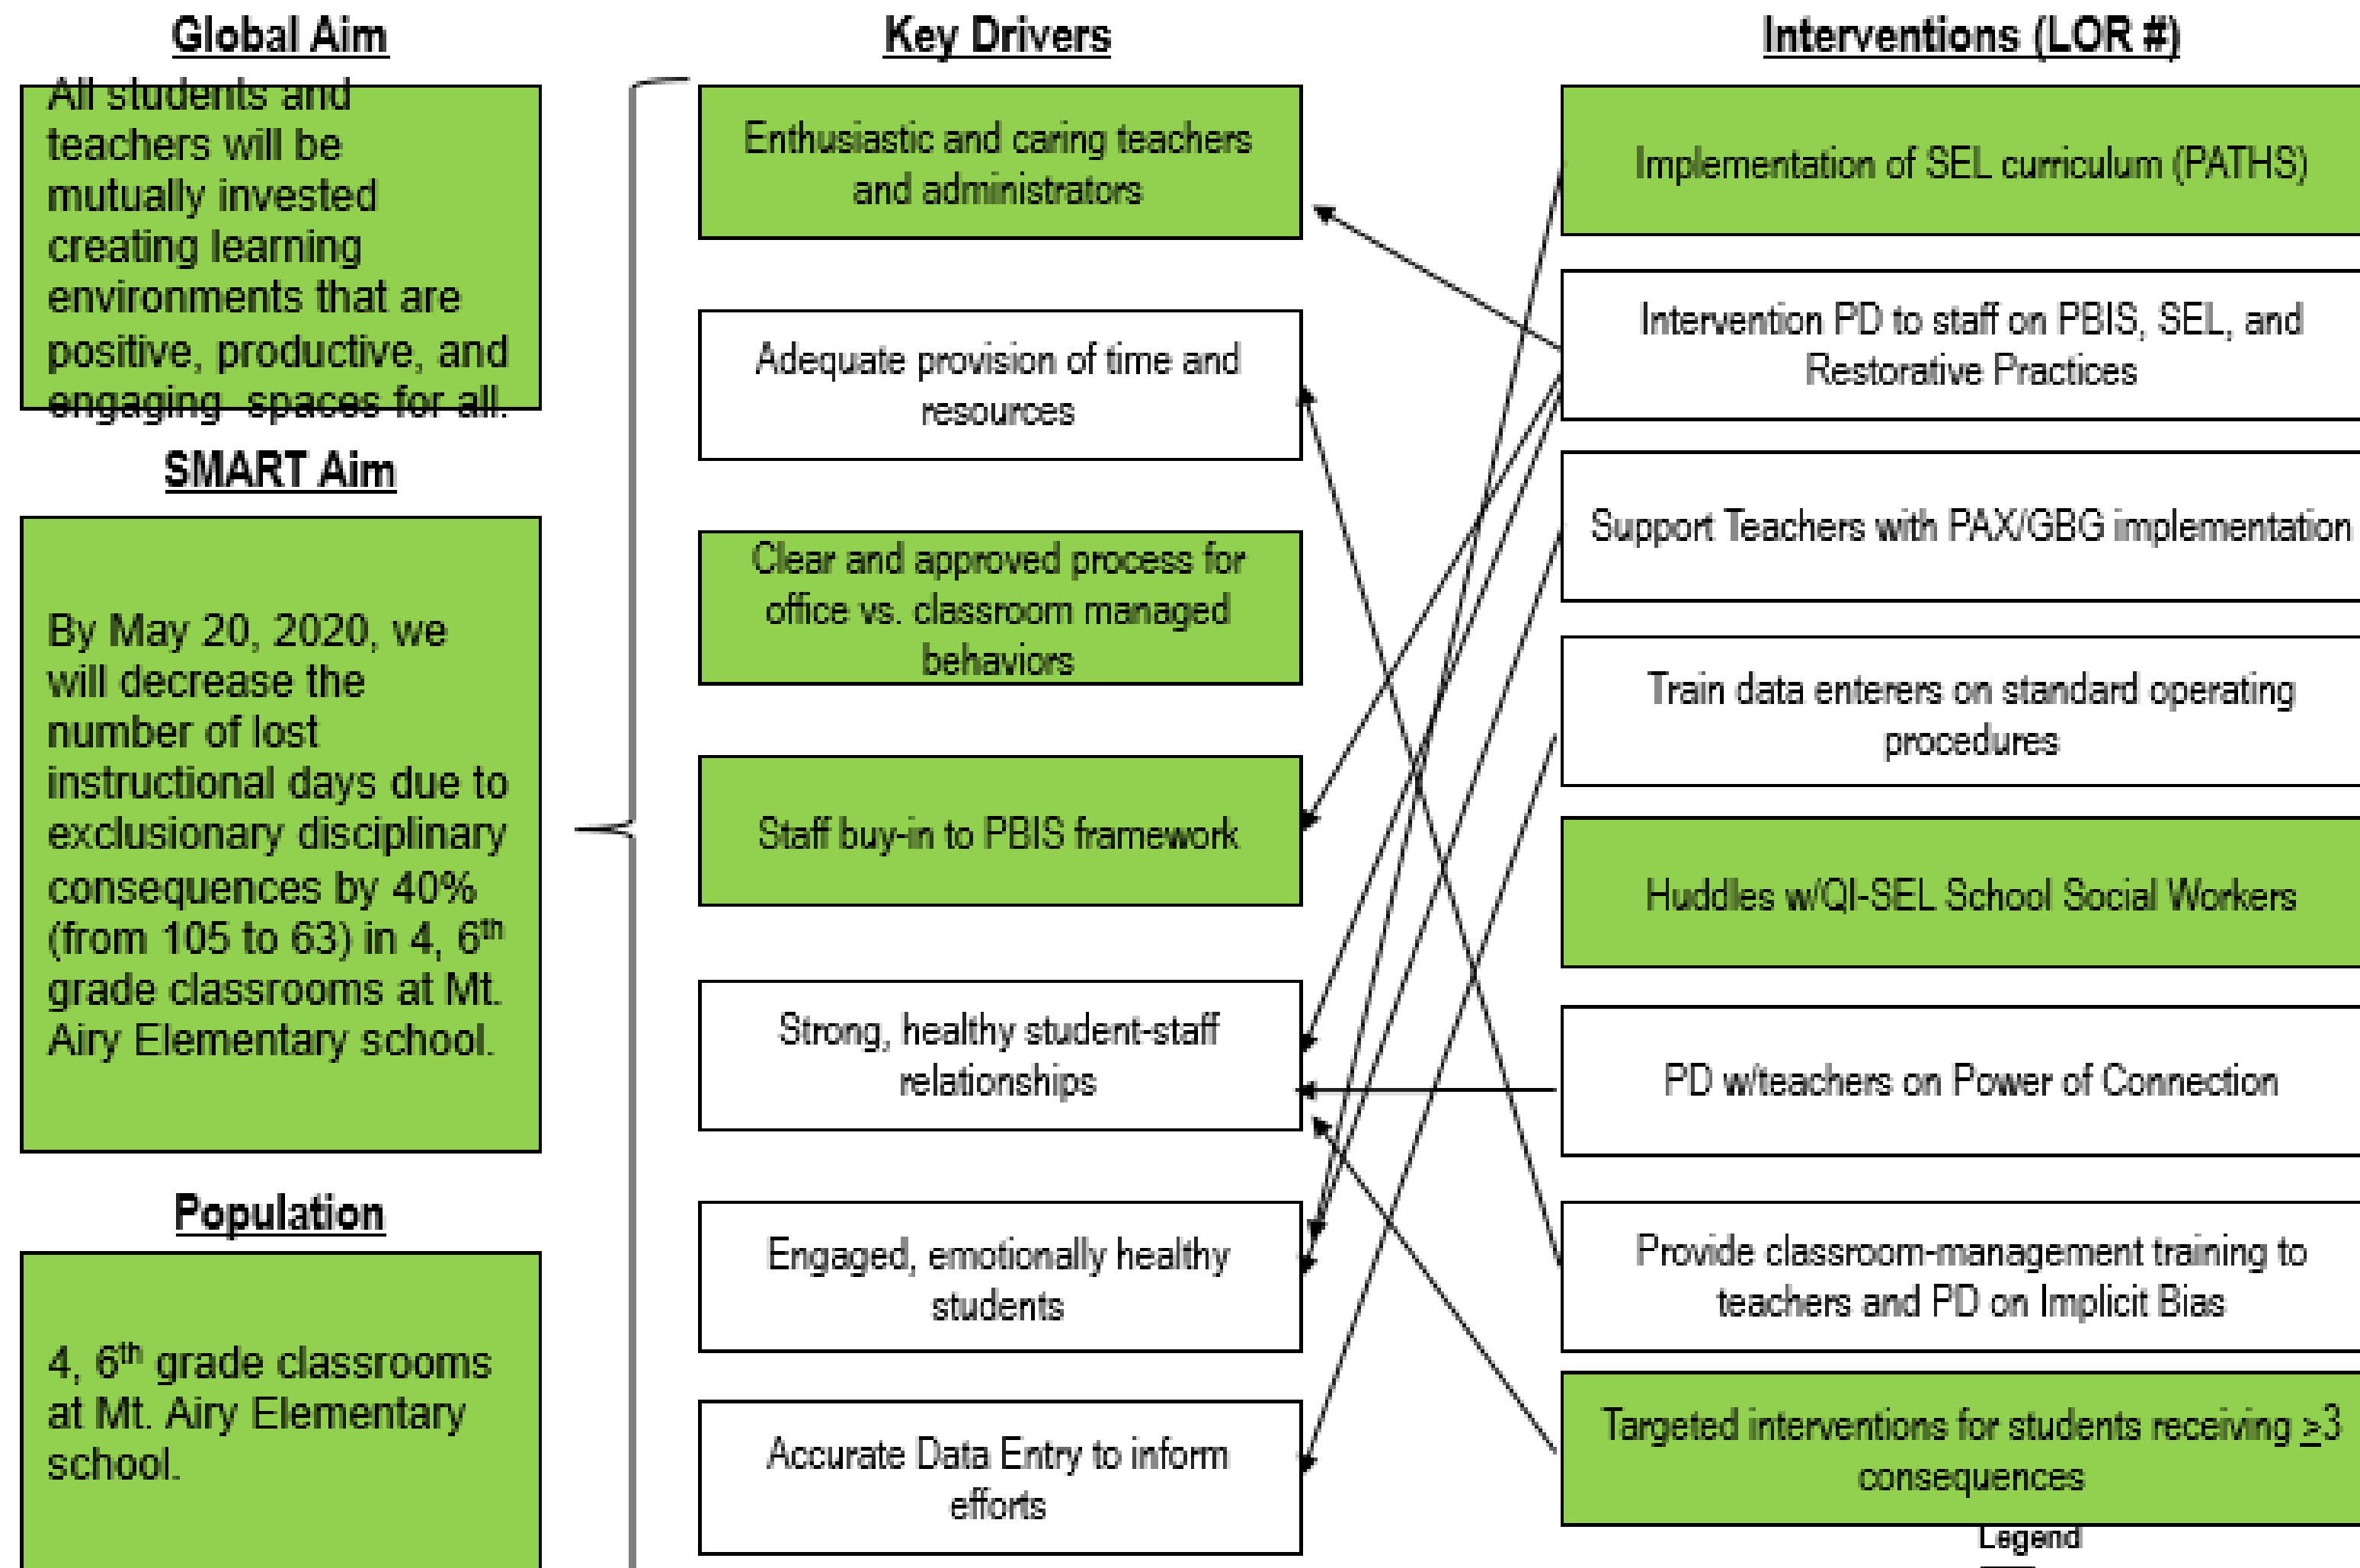 Global Aim
All students and
teachers will be
mutually invested
creating learning
environments that are
positive, productive, and
engaging  spaces for all.
SMART Aim
By May 20, 2020, we
will decrease the
number of lost
instructional days due to
exclusionary disciplinary
consequences by 40%
(from 105 to 63) in 4, 6th
grade classrooms at Mt.
Airy Elementary school.
Population
4, 6th grade classrooms
at Mt. Airy Elementary
school.
Key Drivers
Enthusiastic and caring teachers
and administrators
Adequate provision of time and
resources
Clear and approved process for
office vs. classroom managed
behaviors
Staff buy-in to PBIS framework
Strong, healthy student-staff
relationships
Engaged, emotionally healthy
students
Accurate Data Entry to inform
efforts
Interventions (LOR #)
Implementation of SEL curriculum (PATHS)
Intervention PD to staff on PBIS, SEL, and
Restorative Practices
Support Teachers with PAX/GBG implementation
Train data enterers on standard operating
procedures
Huddles w/QI-SEL School Social Workers
PD w/teachers on Power of Connection
Provide classroom-management training to
teachers and PD on Implicit Bias
Targeted interventions for students receiving ≥3
consequences
Legend